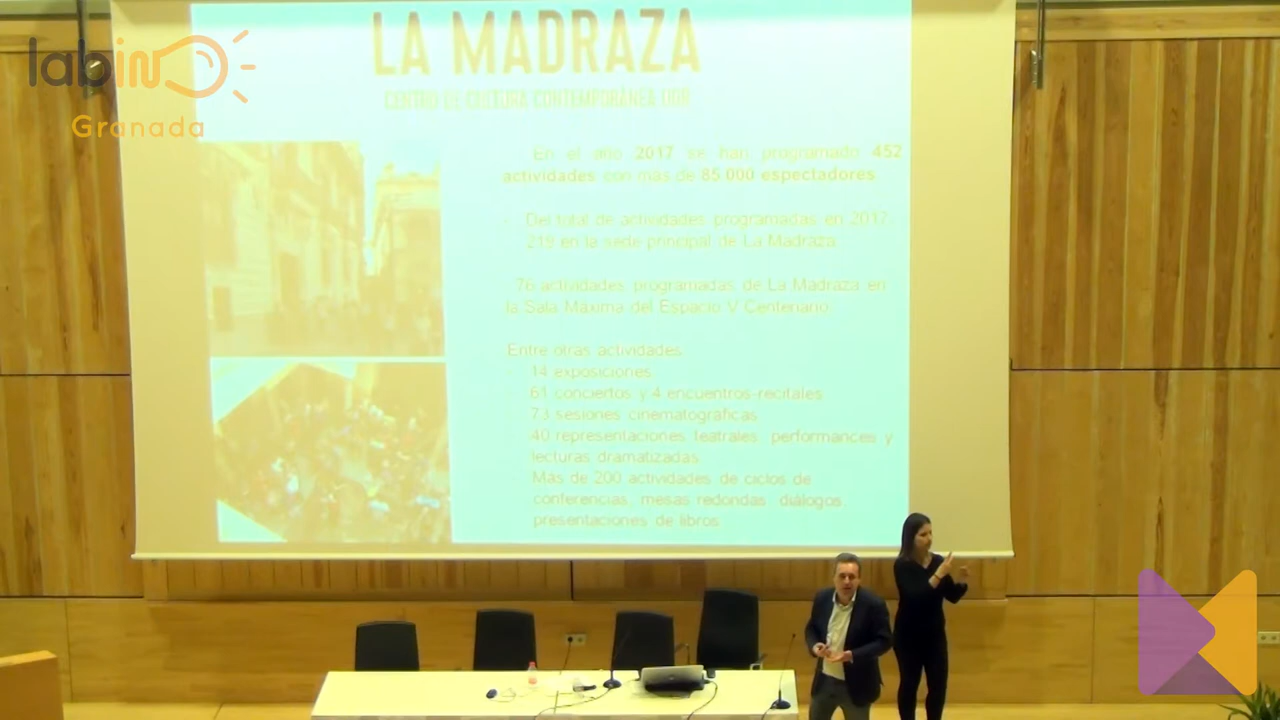 labin
Granada
LA MADRAZA
CENTRO DE CULTURA CONTEMPORÁNEA UGR
En el año 2017 se han programado 452
actividades con más de 85.000 espectadores
- Del total de actividades programadas en 2017,
219 en la sede principal de La Madraza
76 actividades programadas de La Madraza en
la Sala Máxima del Espacio V Centenario
Entre otras actividades
14 exposiciones
61 conciertos y 4 encuentros-recitales
73 sesiones cinematográficas
40 representaciones teatrales, performances y
lecturas dramatizadas
Más de 200 actividades de ciclos de
conferencias, mesas redondas, diálogos,
presentaciones de libros